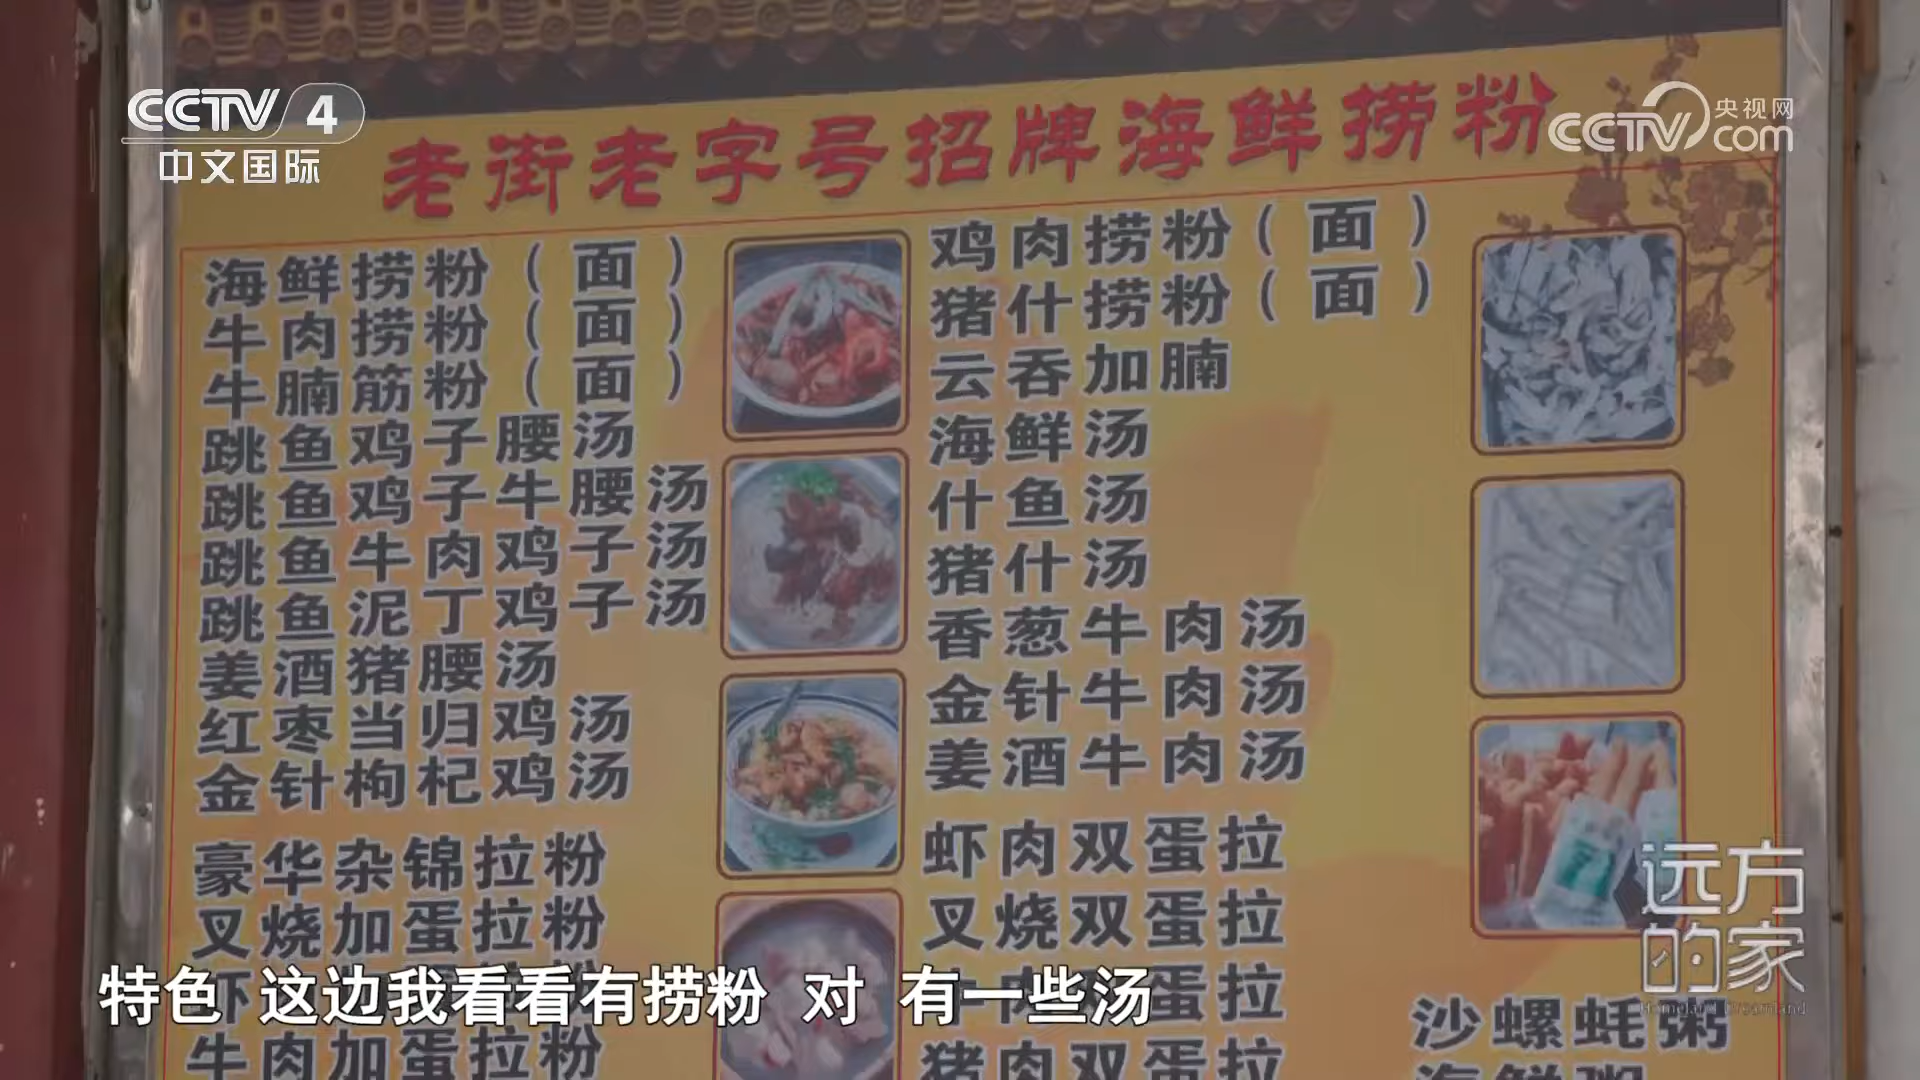 CCTV 4
中文国际
央视网
CCTV.com
老街老字号招牌海鲜捞粉
海鲜捞粉（面）
牛肉捞粉（面）
牛腩筋粉（面）
跳鱼鸡子腰汤
跳鱼鸡子牛腰汤
跳鱼牛肉鸡子汤
跳鱼泥丁鸡子汤
姜酒猪腰汤
红枣当归鸡汤
金针枸杞鸡汤
豪华杂锦拉粉
叉烧加蛋拉粉
虾
牛肉加蛋拉粉
鸡肉捞粉（面）
猪什捞粉（面）
云吞加腩
海鲜汤
什鱼汤
猪什汤
香葱牛肉汤
金针牛肉汤
姜酒牛肉汤
虾肉双蛋拉
叉烧双蛋拉
蛋拉
猪肉双蛋拉
沙螺蚝粥
海鲜粥
远方的家
特色 这边我看看有捞粉 对 有一些汤